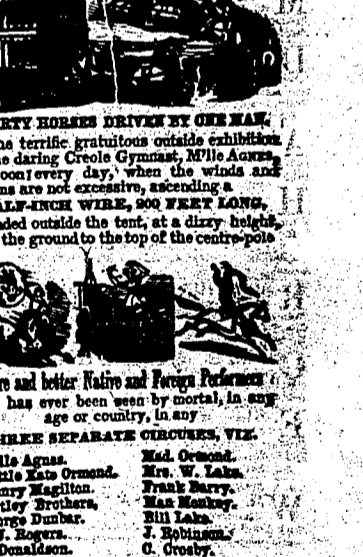 RTY HORSES DRIVEN BY ONE MAN.
terrific gratuitous outside exhibition
daring Creole Gymnast, M'lle AGNES,
oon; every day, when the winds and
ns are not excessive, ascending a
ALF-INCH WIRE, 900 FEET LONG,
ded outside the tent, at a dizzy height,
the ground to the top of the centre-pole
re and better Native and Foreign Performers
has ever been seen by mortal, in any
age or country, in any
HREE SEPARATE CIRCUSES, VIZ.
lle Agnes.
ttle Kate Ormond.
nry Magilton.
tley Brothers,
orge Dunbar.
J. Rogers.
Donaldson.
Mad. Ormond.
Mrs. W. Lake.
Frank Barry.
Man Monkey.
Bill Lake.
J. Robinson.
C. Crosby.